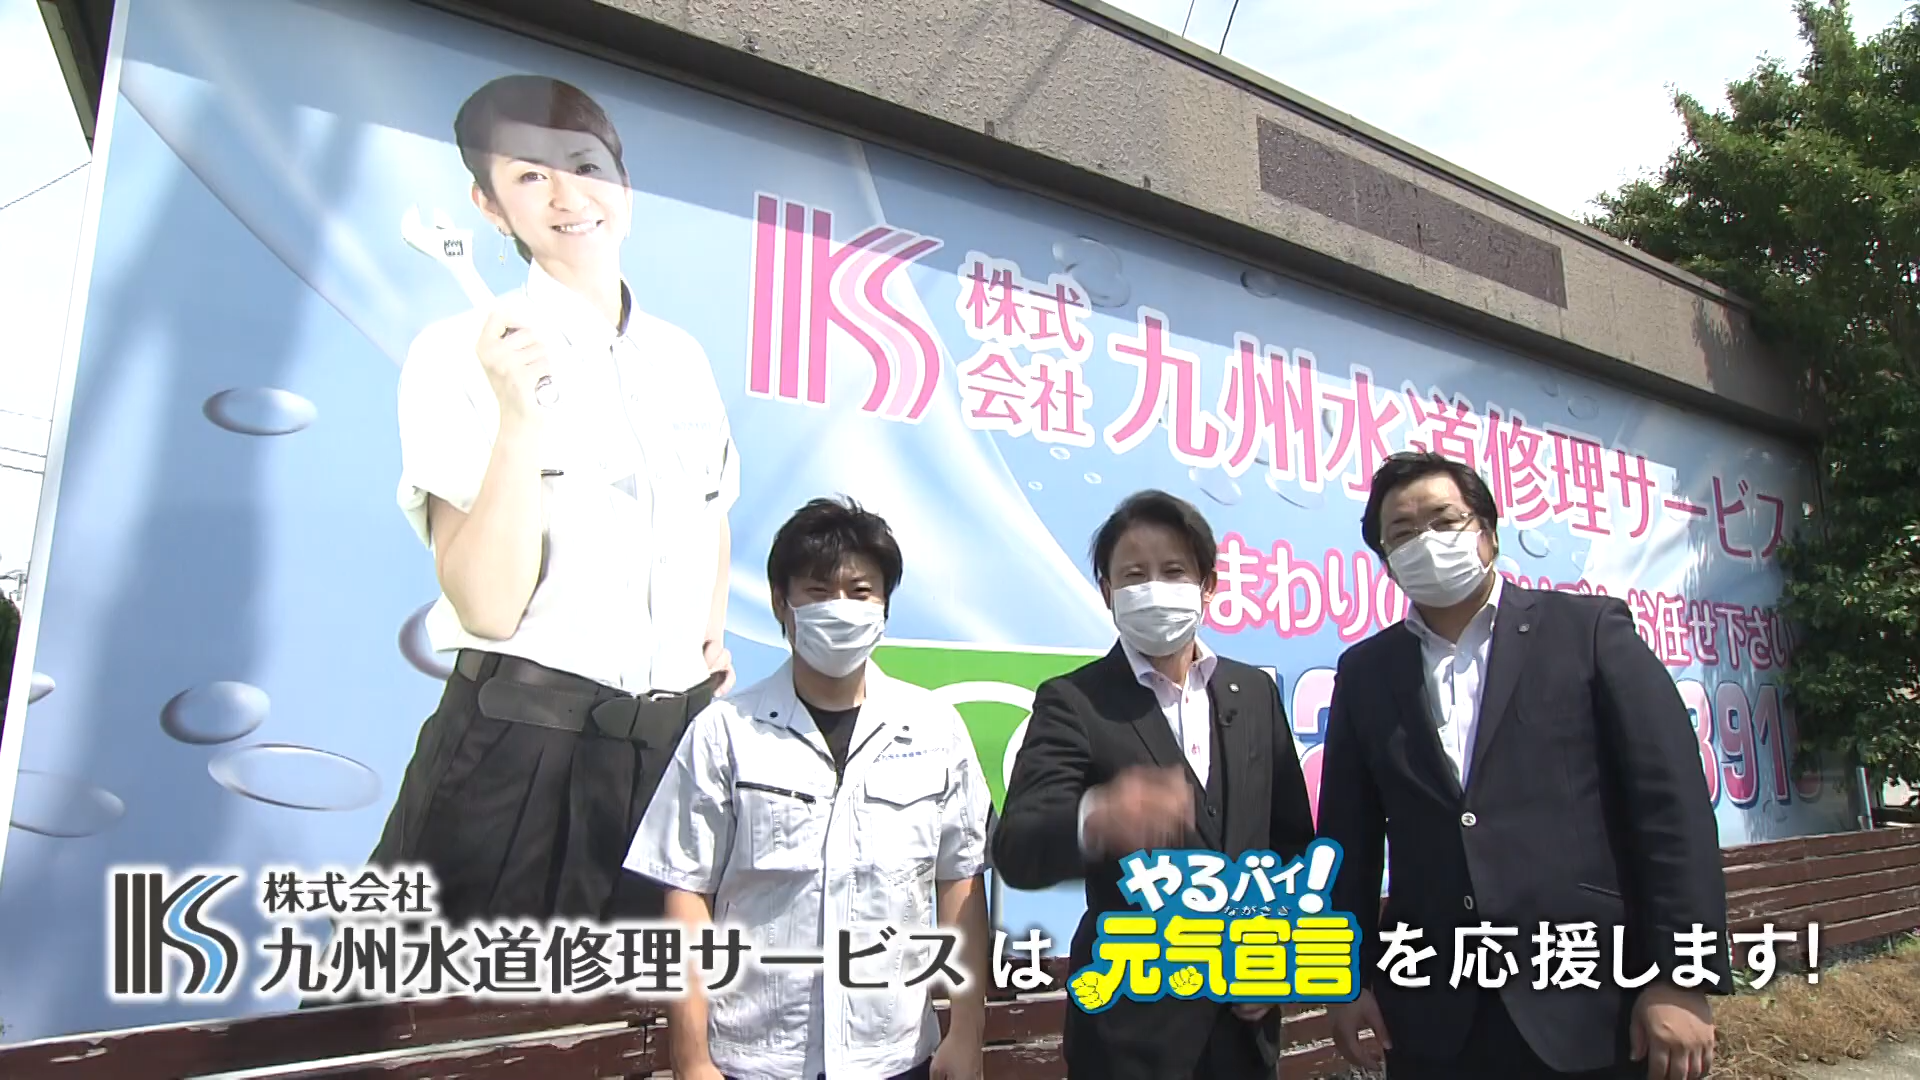 KS 株式会社 九州水道修理サービス
まわりの
お任せ下さい
株式会社
九州水道修理サービス は やるバイ! ながさき 元気宣言 を応援します!